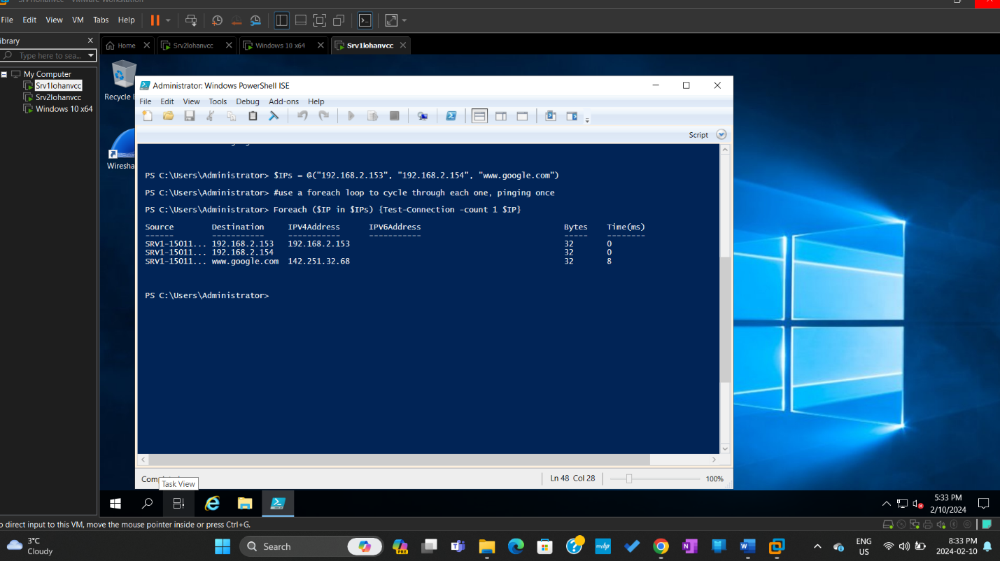 Srv1lohanvcc - VMware Workstation
File Edit View VM Tabs Help
ibrary
Type here to sea...
Home Srv2lohanvcc Windows 10 x64 Srv1lohanvcc
My Computer
Srv1lohanvcc
Srv2lohanvcc
Windows 10 x64
Recycle
Wiresha
Administrator: Windows PowerShell ISE
File Edit View Tools Debug Add-ons Help
Script
PS C:\Users\Administrator> $IPs = @("192.168.2.153", "192.168.2.154", "www.google.com")
PS C:\Users\Administrator> #use a foreach loop to cycle through each one, pinging once
PS C:\Users\Administrator> Foreach ($IP in $IPs) {Test-Connection -count 1 $IP}
Source Destination IPV4Address IPV6Address Bytes Time(ms)
------ ----------- ----------- ----------- ----- --------
SRV1-15011... 192.168.2.153 192.168.2.153 32 0
SRV1-15011... 192.168.2.154 32 0
SRV1-15011... www.google.com 142.251.32.68 32 8
PS C:\Users\Administrator>
Com
Ln 48 Col 28 100%
Task View
5:33 PM
2/10/2024
o direct input to this VM, move the mouse pointer inside or press Ctrl+G.
3°C
Cloudy
Search
PRE
myhp
ENG
US
8:33 PM
2024-02-10